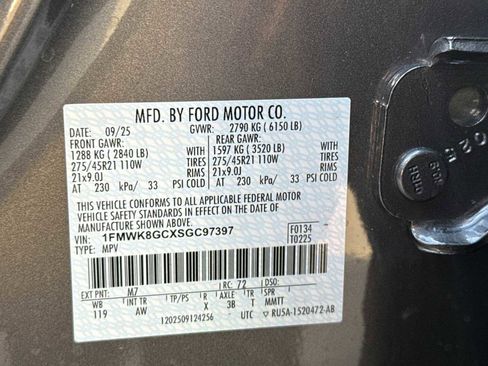 MFD. BY FORD MOTOR CO.
09/25 GVWR: 2790 KG ( 6150 LB)
FRONT GAWR: REAR GAWR:
1288 KG ( 2840 LB) WITH 1597 KG ( 3520 LB) WITH
275/45R21 110W TIRES 275/45R21 110W TIRES
21x9.0J RIMS 21x9.0J RIMS
AT 230 kPa/ 33 PSI COLD AT 230 kPa/ 33 PSI COLD
THIS VEHICLE CONFORMS TO ALL APPLICABLE FEDERAL MOTOR
VEHICLE SAFETY, BUMPER, AND THEFT PREVENTION STANDARDS IN EFFECT ON THE DATE OF
MANUFACTURE SHOWN ABOVE.
VIN: 1FMWK8GCXSGC97397 F0134
TYPE: MPV T0225
EXT PNT: M7 RC: 72 DSO:
WB INT TR TP/PS R AXLE TR SPR
119 AW X 3B T MMTT
1202509124256 UTC RU5A-1520472-AB